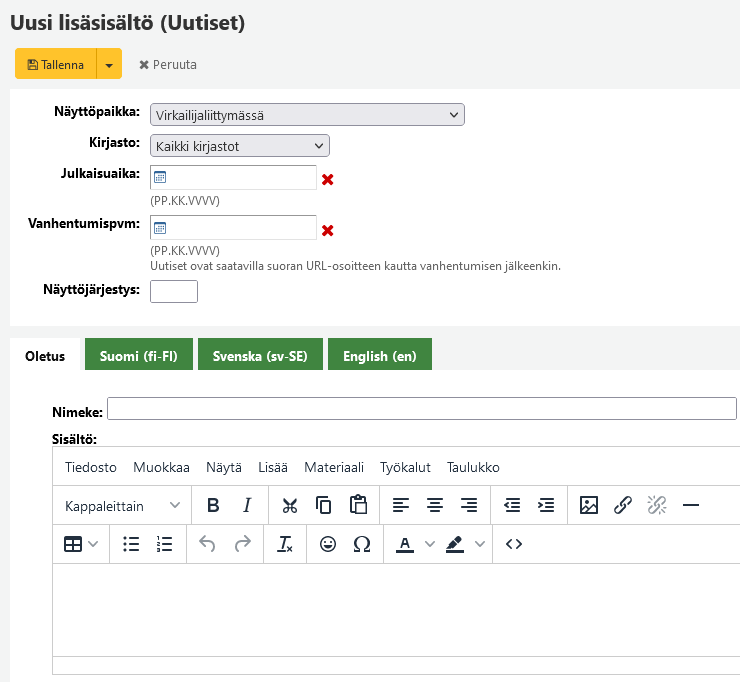 Uusi lisäsisältö (Uutiset)
Tallenna Peruuta
Näyttöpaikka: Virkailijaliittymässä
Kirjasto: Kaikki kirjastot
Julkaisuaika:
(PP.KK.VVVV)
Vanhentumispvm:
(PP.KK.VVVV)
Uutiset ovat saatavilla suoran URL-osoitteen kautta vanhentumisen jälkeenkin.
Näyttöjärjestys:
Oletus Suomi (fi-FI) Svenska (sv-SE) English (en)
Nimeke:
Sisältö:
Tiedosto Muokkaa Näytä Lisää Materiaali Työkalut Taulukko
Kappaleittain B I